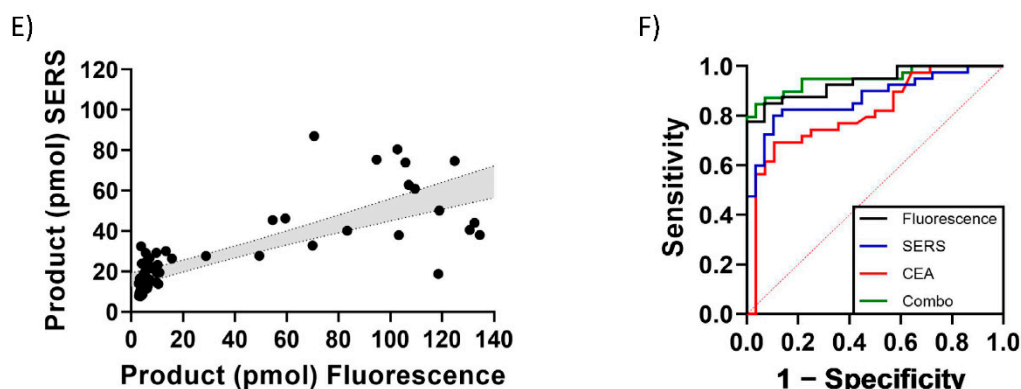 E)
Product (pmol) SERS
120
100
80
60
40
20
0
0 20 40 60 80 100 120 140
Product (pmol) Fluorescence
F)
Sensitivity
1.0
0.8
0.6
0.4
0.2
0.0
Fluorescence
SERS
CEA
Combo
0.0 0.2 0.4 0.6 0.8 1.0
1 − Specificity